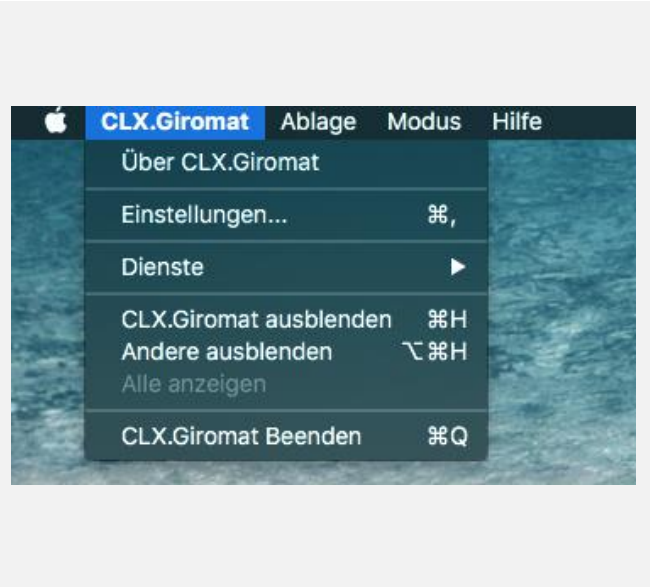 CLX.Giromat Ablage Modus Hilfe
Über CLX.Giromat
Einstellungen... ⌘,
Dienste ▶
CLX.Giromat ausblenden ⌘H
Andere ausblenden ⌥⌘H
Alle anzeigen
CLX.Giromat Beenden ⌘Q